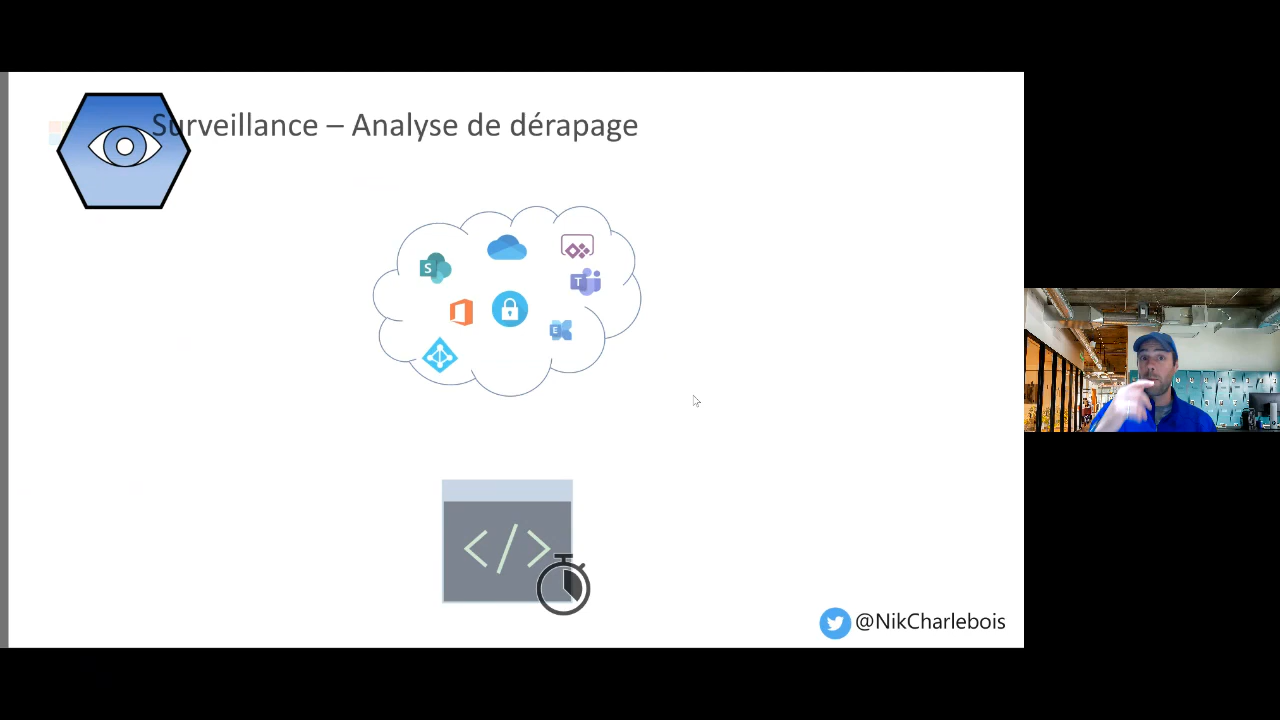 Surveillance – Analyse de dérapage
S
T
E
</>
@NikCharlebois